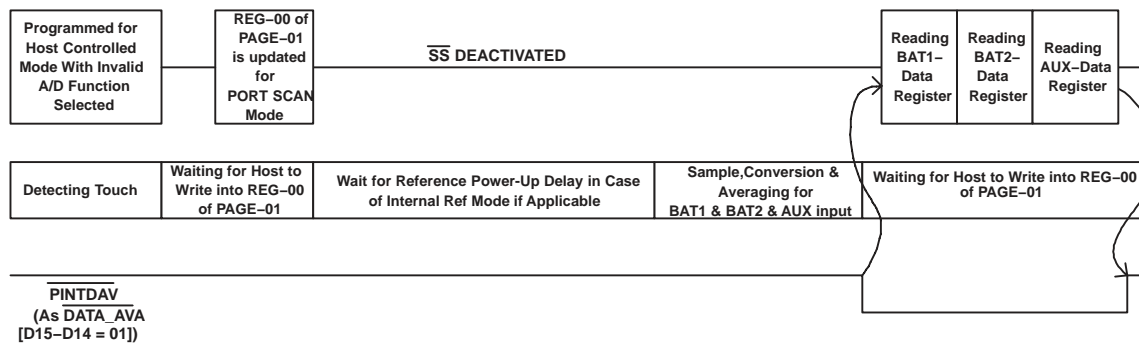 Programmed for
Host Controlled
Mode With Invalid
A/D Function
Selected
REG−00 of
PAGE−01
is updated
for
PORT SCAN
Mode
SS DEACTIVATED
Reading
BAT1−
Data
Register
Reading
BAT2−
Data
Register
Reading
AUX−Data
Register
Detecting Touch
Waiting for Host to
Write into REG−00
of PAGE−01
Wait for Reference Power-Up Delay in Case
of Internal Ref Mode if Applicable
Sample,Conversion &
Averaging for
BAT1 & BAT2 & AUX input
Waiting for Host to Write into REG−00
of PAGE−01
PINTDAV
(As DATA_AVA
[D15−D14 = 01])